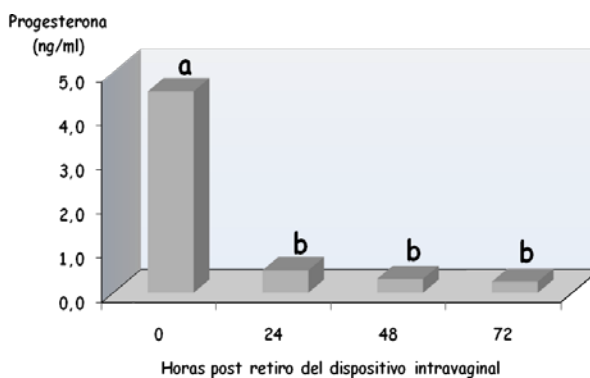 Progesterona
(ng/ml)
5,0
4,0
3,0
2,0
1,0
0,0
a
b
b
b
0
24
48
72
Horas post retiro del dispositivo intravaginal